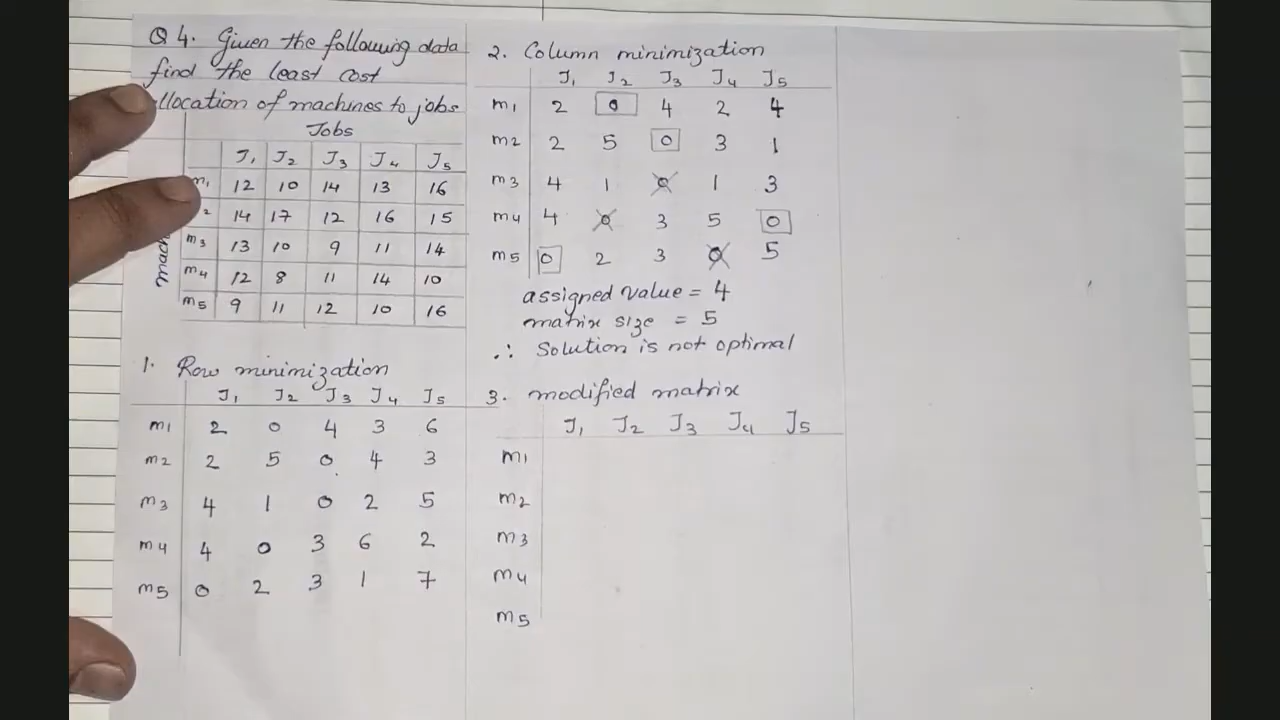 Q 4. Given the following data
find the least cost
llocation of machines to jobs
Jobs
J1 J2 J3 J4 J5
m1 12 10 14 13 16
2 14 17 12 16 15
m3 13 10 9 11 14
m4 12 8 11 14 10
m5 9 11 12 10 16
1. Row minimization
J1 J2 J3 J4 J5
m1 2 0 4 3 6
m2 2 5 0 4 3
m3 4 1 0 2 5
m4 4 0 3 6 2
m5 0 2 3 1 7
2. Column minimization
J1 J2 J3 J4 J5
m1 2 0 4 2 4
m2 2 5 0 3 1
m3 4 1 0 1 3
m4 4 0 3 5 0
m5 0 2 3 0 5
assigned value = 4
matrix size = 5
∴ Solution is not optimal
3. modified matrix
J1 J2 J3 J4 J5
m1
m2
m3
m4
m5